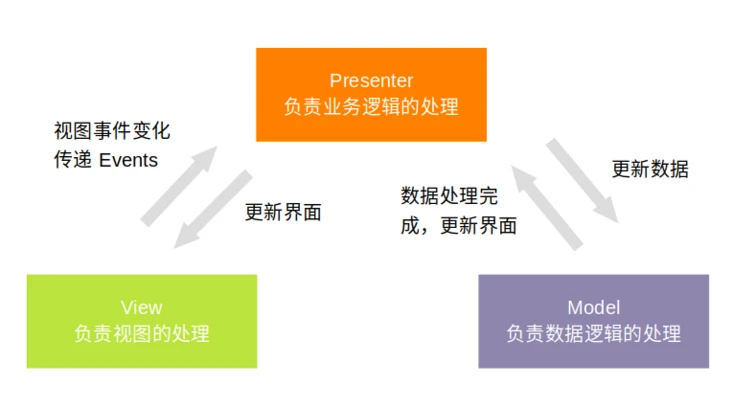 Presenter
负责业务逻辑的处理
视图事件变化
传递 Events
更新界面
数据处理完
成，更新界面
更新数据
View
负责视图的处理
Model
负责数据逻辑的处理